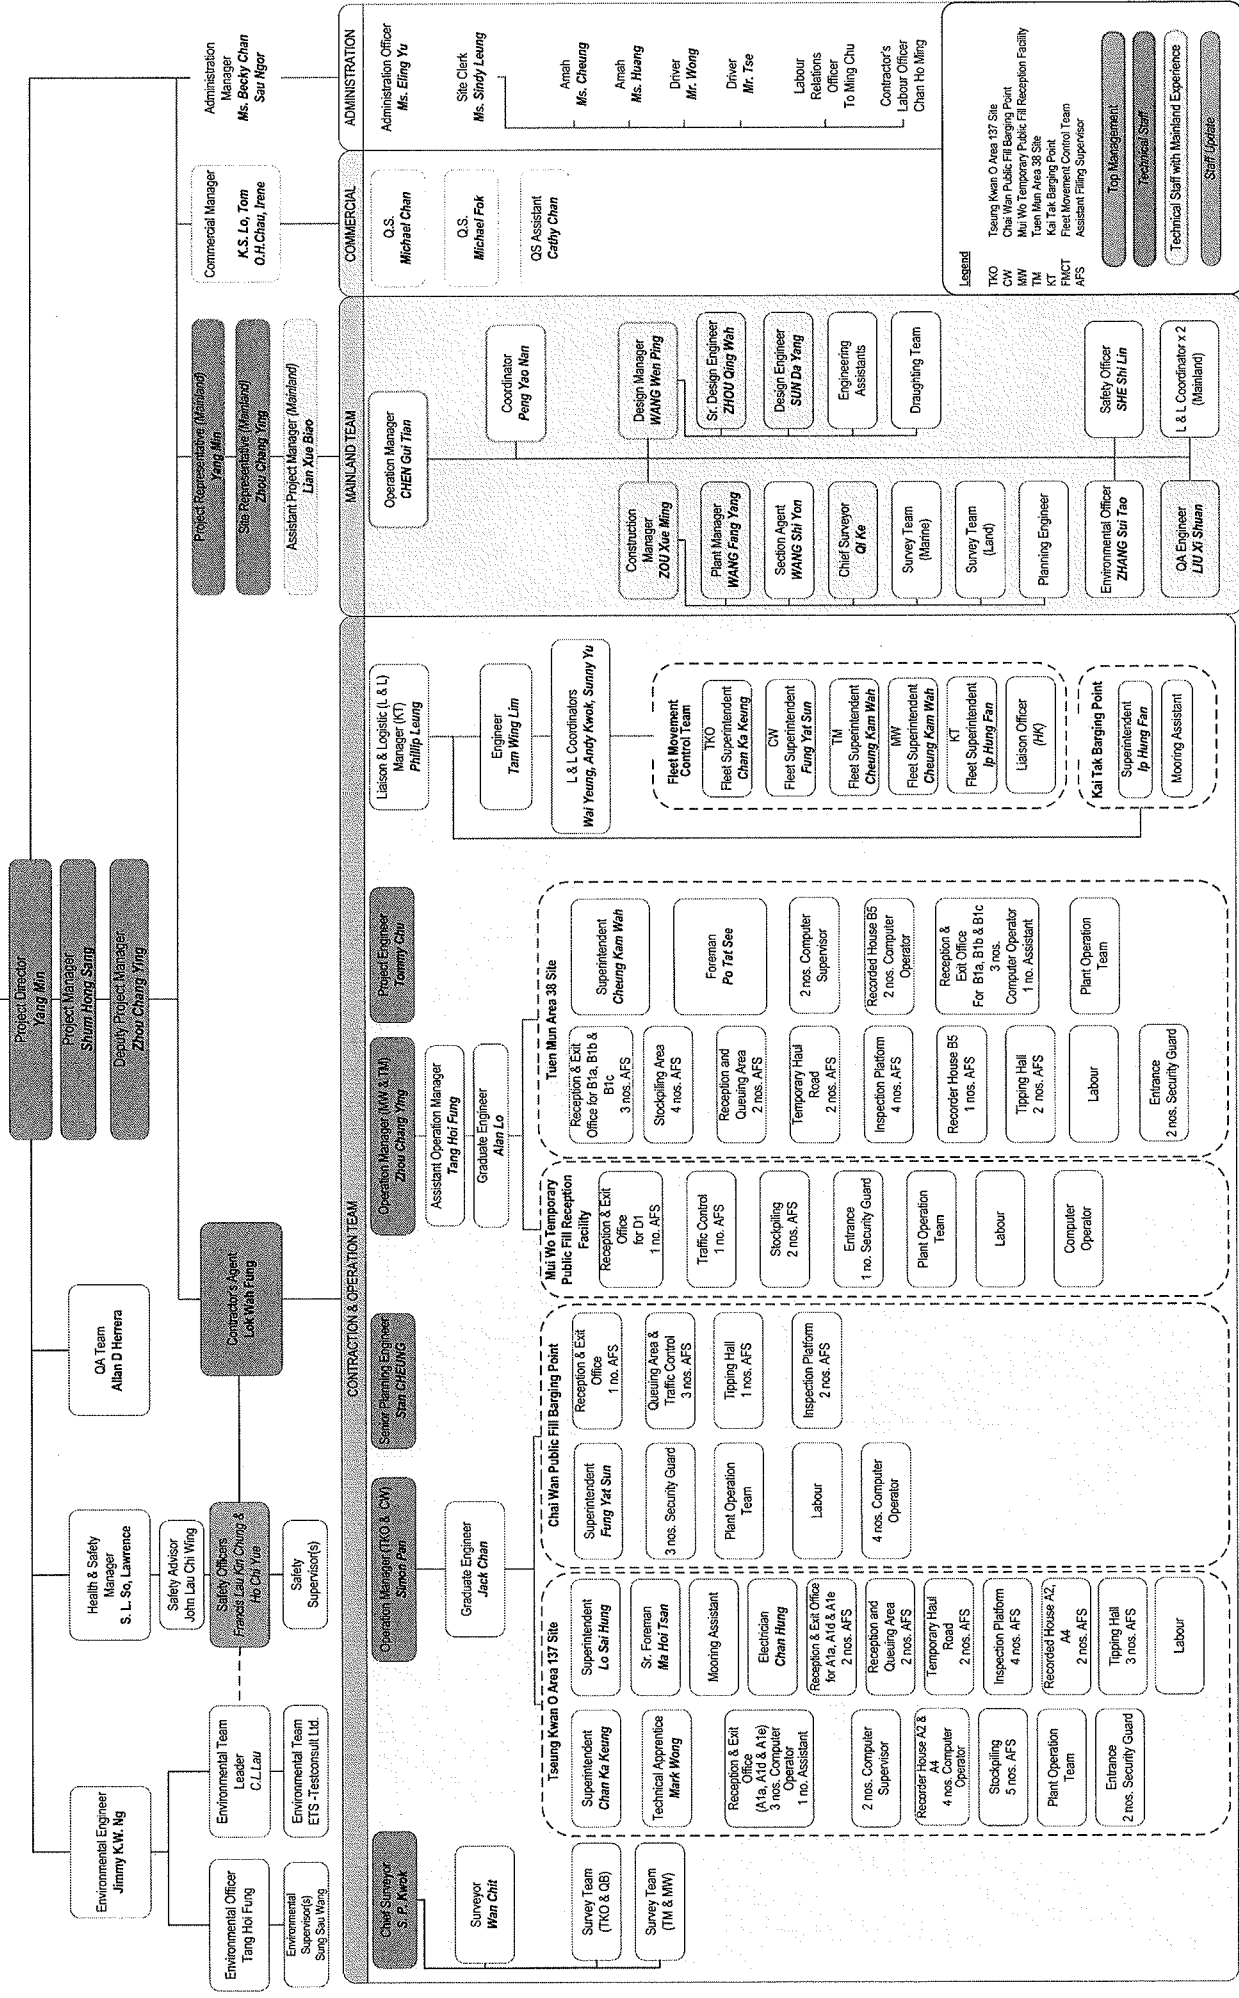 Project Director
Yang Min
Project Manager
Shum Hong Sang
Deputy Project Manager
Zhou Chang Ying
Environmental Engineer
Jimmy K.W. Ng
Environmental Officer
Tang Hoi Fung
Environmental
Supervisor(s)
Sung Sau Wang
Environmental Team
Leader
C.L.Lau
Environmental Team
ETS -Testconsult Ltd.
Health & Safety
Manager
S. L. So, Lawrence
Safety Advisor
John Lau Chi Wing
Safety Officers
Francis Lau Kin Chung &
Ho Chi Yue
Safety
Supervisor(s)
QA Team
Allan D Herrera
Contractor's Agent
Lok Wah Fung
Project Representative (Mainland)
Yang Min
Site Representative (Mainland)
Zhou Chang Ying
Assistant Project Manager (Mainland)
Lian Xue Biao
Commercial Manager
K.S. Lo, Tom
O.H.Chau, Irene
Administration
Manager
Ms. Becky Chan
Sau Ngor
CONTRACTION & OPERATION TEAM
Chief Surveyor
S. P. Kwok
Surveyor
Wan Chit
Survey Team
(TKO & QB)
Survey Team
(TM & MW)
Operation Manager (TKO & CW)
Simon Pan
Graduate Engineer
Jack Chan
Senior Planning Engineer
Stan CHEUNG
Operation Manager (MW & TM)
Zhou Chang Ying
Assistant Operation Manager
Tang Hoi Fung
Graduate Engineer
Alan Lo
Project Engineer
Tommy Chu
Tseung Kwan O Area 137 Site
Superintendent
Chan Ka Keung
Technical Apprentice
Mark Wong
Reception & Exit
Office
(A1a, A1d & A1e)
3 nos. Computer
Operator
1 no. Assistant
2 nos. Computer
Supervisor
Recorder House A2 &
A4
4 nos. Computer
Operator
Stockpiling
5 nos. AFS
Plant Operation
Team
Entrance
2 nos. Security Guard
Superintendent
Lo Sai Hung
Sr. Foreman
Ma Hoi Tsan
Mooring Assistant
Electrician
Chan Hung
Reception & Exit Office
for A1a, A1d & A1e
2 nos. AFS
Reception and
Queuing Area
2 nos. AFS
Temporary Haul
Road
2 nos. AFS
Inspection Platform
4 nos. AFS
Recorded House A2,
A4
2 nos. AFS
Tipping Hall
3 nos. AFS
Labour
Chai Wan Public Fill Barging Point
Superintendent
Fung Yat Sun
3 nos. Security Guard
Plant Operation
Team
Labour
4 nos. Computer
Operator
Reception & Exit
Office
1 no. AFS
Queuing Area &
Traffic Control
3 nos. AFS
Tipping Hall
1 nos. AFS
Inspection Platform
2 nos. AFS
Mui Wo Temporary
Public Fill Reception
Facility
Reception & Exit
Office
for D1
1 no. AFS
Traffic Control
1 no. AFS
Stockpiling
2 nos. AFS
Entrance
1 no. Security Guard
Plant Operation
Team
Labour
Computer
Operator
Tuen Mun Area 38 Site
Reception & Exit
Office for B1a, B1b &
B1c
3 nos. AFS
Stockpiling Area
4 nos. AFS
Reception and
Queuing Area
2 nos. AFS
Temporary Haul
Road
2 nos. AFS
Inspection Platform
4 nos. AFS
Recorder House B5
1 nos. AFS
Tipping Hall
2 nos. AFS
Labour
Entrance
2 nos. Security Guard
Superintendent
Cheung Kam Wah
Foreman
Po Tat See
2 nos. Computer
Supervisor
Recorded House B5
2 nos. Computer
Operator
Reception &
Exit Office
For B1a, B1b & B1c
3 nos.
Computer Operator
1 no. Assistant
Plant Operation
Team
Liaison & Logistic (L & L)
Manager (KT)
Philip Leung
Engineer
Tam Wing Lim
L & L Coordinators
Wai Yeung, Andy Kwok, Sunny Yu
Fleet Movement
Control Team
TKO
Fleet Superintendent
Chan Ka Keung
CW
Fleet Superintendent
Fung Yat Sun
TM
Fleet Superintendent
Cheung Kam Wah
MW
Fleet Superintendent
Cheung Kam Wah
KT
Fleet Superintendent
Ip Hung Fan
Liaison Officer
(HK)
Kai Tak Barging Point
Superintendent
Ip Hung Fan
Mooring Assistant
MAINLAND TEAM
Operation Manager
CHEN Gui Tian
Coordinator
Peng Yao Nan
Construction
Manager
ZOU Xue Ming
Plant Manager
WANG Fang Yang
Section Agent
WANG Shi Yon
Chief Surveyor
QI Ke
Survey Team
(Marine)
Survey Team
(Land)
Planning Engineer
Environmental Officer
ZHANG Sui Tao
QA Engineer
LIU Xi Shuan
Design Manager
WANG Wen Ping
Sr. Design Engineer
ZHOU Qing Wah
Design Engineer
SUN Da Yang
Engineering
Assistants
Draughting Team
Safety Officer
SHE Shi Lin
L & L Coordinator x 2
(Mainland)
COMMERCIAL
Q.S.
Michael Chan
Q.S.
Michael Fok
QS Assistant
Cathy Chan
ADMINISTRATION
Administration Officer
Ms. Eling Yu
Site Clerk
Ms. Sindy Leung
Amah
Ms. Cheung
Amah
Ms. Huang
Driver
Mr. Wong
Driver
Mr. Tse
Labour
Relations
Officer
To Ming Chu
Contractor's
Labour Officer
Chan Ho Ming
Legend
TKO Tseung Kwan O Area 137 Site
CW Chai Wan Public Fill Barging Point
MW Mui Wo Temporary Public Fill Reception Facility
TM Tuen Mun Area 38 Site
KT Kai Tak Barging Point
FMCT Fleet Movement Control Team
AFS Assistant Filling Supervisor
Top Management
Technical Staff
Technical Staff with Mainland Experience
Staff Update